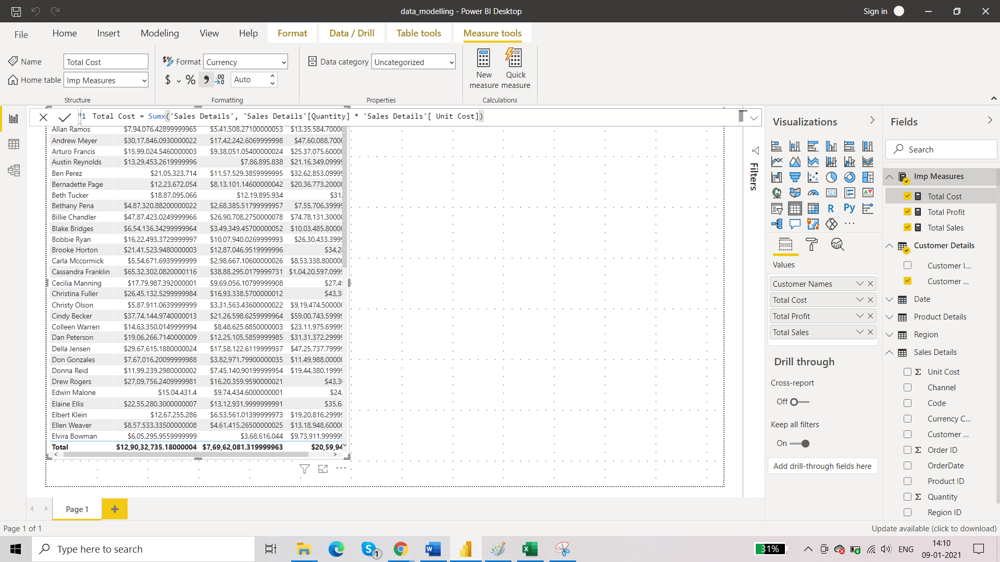 data_modelling - Power BI Desktop
Sign in
File Home Insert Modeling View Help Format Data / Drill Table tools Measure tools
Name Total Cost
Format Currency
Data category Uncategorized
New measure
Quick measure
Home table Imp Measures
$ % , .00 Auto
Structure Formatting Properties Calculations
1 Total Cost = Sumx('Sales Details', 'Sales Details'[Quantity] * 'Sales Details'[ Unit Cost])
Allan Ramos $7,94,076.42899999965 $5,41,508.27100000053 $13,35,584.7000
Andrew Meyer $30,17,846.0930000022 $17,42,242.6069999998 $47,60,088.700
Arturo Francis $15,99,024.5460000003 $9,38,051.05400000024 $25,37,075.6000
Austin Reynolds $13,29,453.2619999996 $7,86,895.838 $21,16,349.0999
Ben Perez $21,05,323.714 $11,57,529.3859999995 $32,62,853.0999
Bernadette Page $12,23,672.054 $8,13,101.14600000042 $20,36,773.2000
Beth Tucker $18,87,095.066 $12,19,895.934 $31,
Bethany Pena $4,87,320.88200000022 $2,68,385.51799999957 $7,55,706.3999
Billie Chandler $47,87,423.0249999966 $26,90,708.2750000078 $74,78,131.3000
Blake Bridges $6,54,136.34299999964 $3,49,349.45700000052 $10,03,485.8000
Bobbie Ryan $16,22,493.3729999997 $10,07,940.0269999993 $26,30,433.399
Brooke Horton $21,41,523.9480000003 $12,87,046.9519999996 $34,2
Carla Mccormick $5,54,671.6939999999 $2,98,667.10600000026 $8,53,338.80000
Cassandra Franklin $65,32,302.0820000116 $38,88,295.0179999731 $1,04,20,597.099
Cecilia Manning $17,79,987.392000001 $9,69,056.10799999908 $27,4
Christina Fuller $26,45,132.5299999984 $16,93,338.5700000012 $43,3
Christy Olson $5,87,911.0639999999 $3,31,563.43600000022 $9,19,474.50000
Cindy Becker $37,74,144.9740000013 $21,26,598.6259999964 $59,00,743.5999
Colleen Warren $14,63,350.0149999994 $8,48,625.6850000003 $23,11,975.6999
Dan Peterson $19,06,266.7140000009 $12,25,105.5859999985 $31,31,372.2999
Della Jensen $29,67,615.1880000024 $17,58,122.6119999937 $47,25,737.7999
Don Gonzales $7,67,016.20099999988 $3,82,971.79900000035 $11,49,988.0000
Donna Reid $11,99,239.2980000002 $7,45,140.90199999954 $19,44,380.1999
Drew Rogers $27,09,756.2409999981 $16,20,359.9590000021 $43,3
Edwin Malone $15,04,431.4 $9,74,434.6000000001 $24,
Elaine Ellis $22,55,280.3000000007 $13,12,931.9999999991 $35,6
Elbert Klein $12,67,255.286 $6,53,561.01399999973 $19,20,816.2999
Ellen Weaver $8,57,533.33500000008 $4,61,415.26500000025 $13,18,948.6000
Elvira Bowman $6,05,295.9559999999 $3,68,616.044 $9,73,911.99999
Total $12,90,32,735.18000004 $7,69,62,081.319999963 $20,59,94
Filters
Visualizations
123
R Py
Values
Customer Names
Total Cost
Total Profit
Total Sales
Drill through
Cross-report
Off
Keep all filters
On
Add drill-through fields here
Fields
Search
Imp Measures
Total Cost
Total Profit
Total Sales
Customer Details
Customer I...
Customer ...
Date
Product Details
Region
Sales Details
Unit Cost
Channel
Code
Currency C...
Customer ...
Order ID
OrderDate
Product ID
Quantity
Region ID
Page 1
Page 1 of 1
Update available (click to download)
Type here to search
1
31%
ENG
14:10
09-01-2021